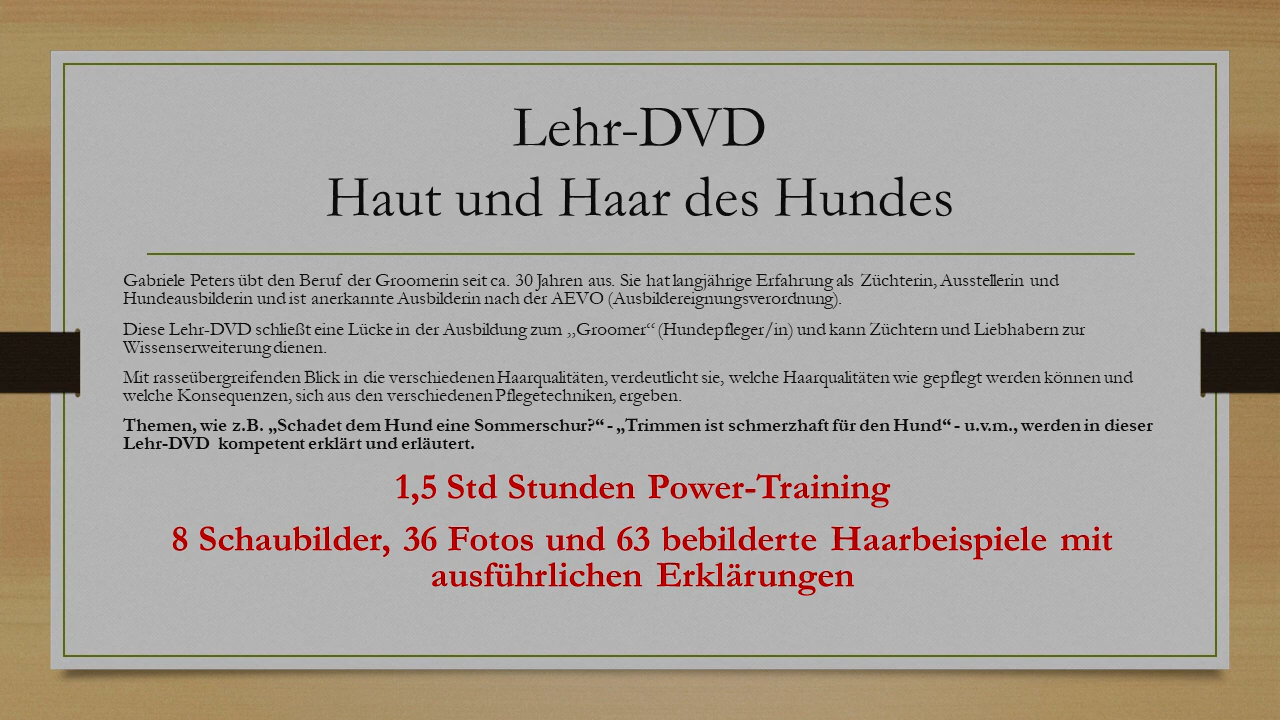 Lehr-DVD
Haut und Haar des Hundes
Gabriele Peters übt den Beruf der Groomerin seit ca. 30 Jahren aus. Sie hat langjährige Erfahrung als Züchterin, Ausstellerin und
Hundeausbilderin und ist anerkannte Ausbilderin nach der AEVO (Ausbildereignungsverordnung).
Diese Lehr-DVD schließt eine Lücke in der Ausbildung zum „Groomer“ (Hundepfleger/in) und kann Züchtern und Liebhabern zur
Wissenserweiterung dienen.
Mit rasseübergreifenden Blick in die verschiedenen Haarqualitäten, verdeutlicht sie, welche Haarqualitäten wie gepflegt werden können und
welche Konsequenzen, sich aus den verschiedenen Pflegetechniken, ergeben.
Themen, wie z.B. „Schadet dem Hund eine Sommerschur?“ - „Trimmen ist schmerzhaft für den Hund“ - u.v.m., werden in dieser
Lehr-DVD kompetent erklärt und erläutert.
1,5 Std Stunden Power-Training
8 Schaubilder, 36 Fotos und 63 bebilderte Haarbeispiele mit
ausführlichen Erklärungen